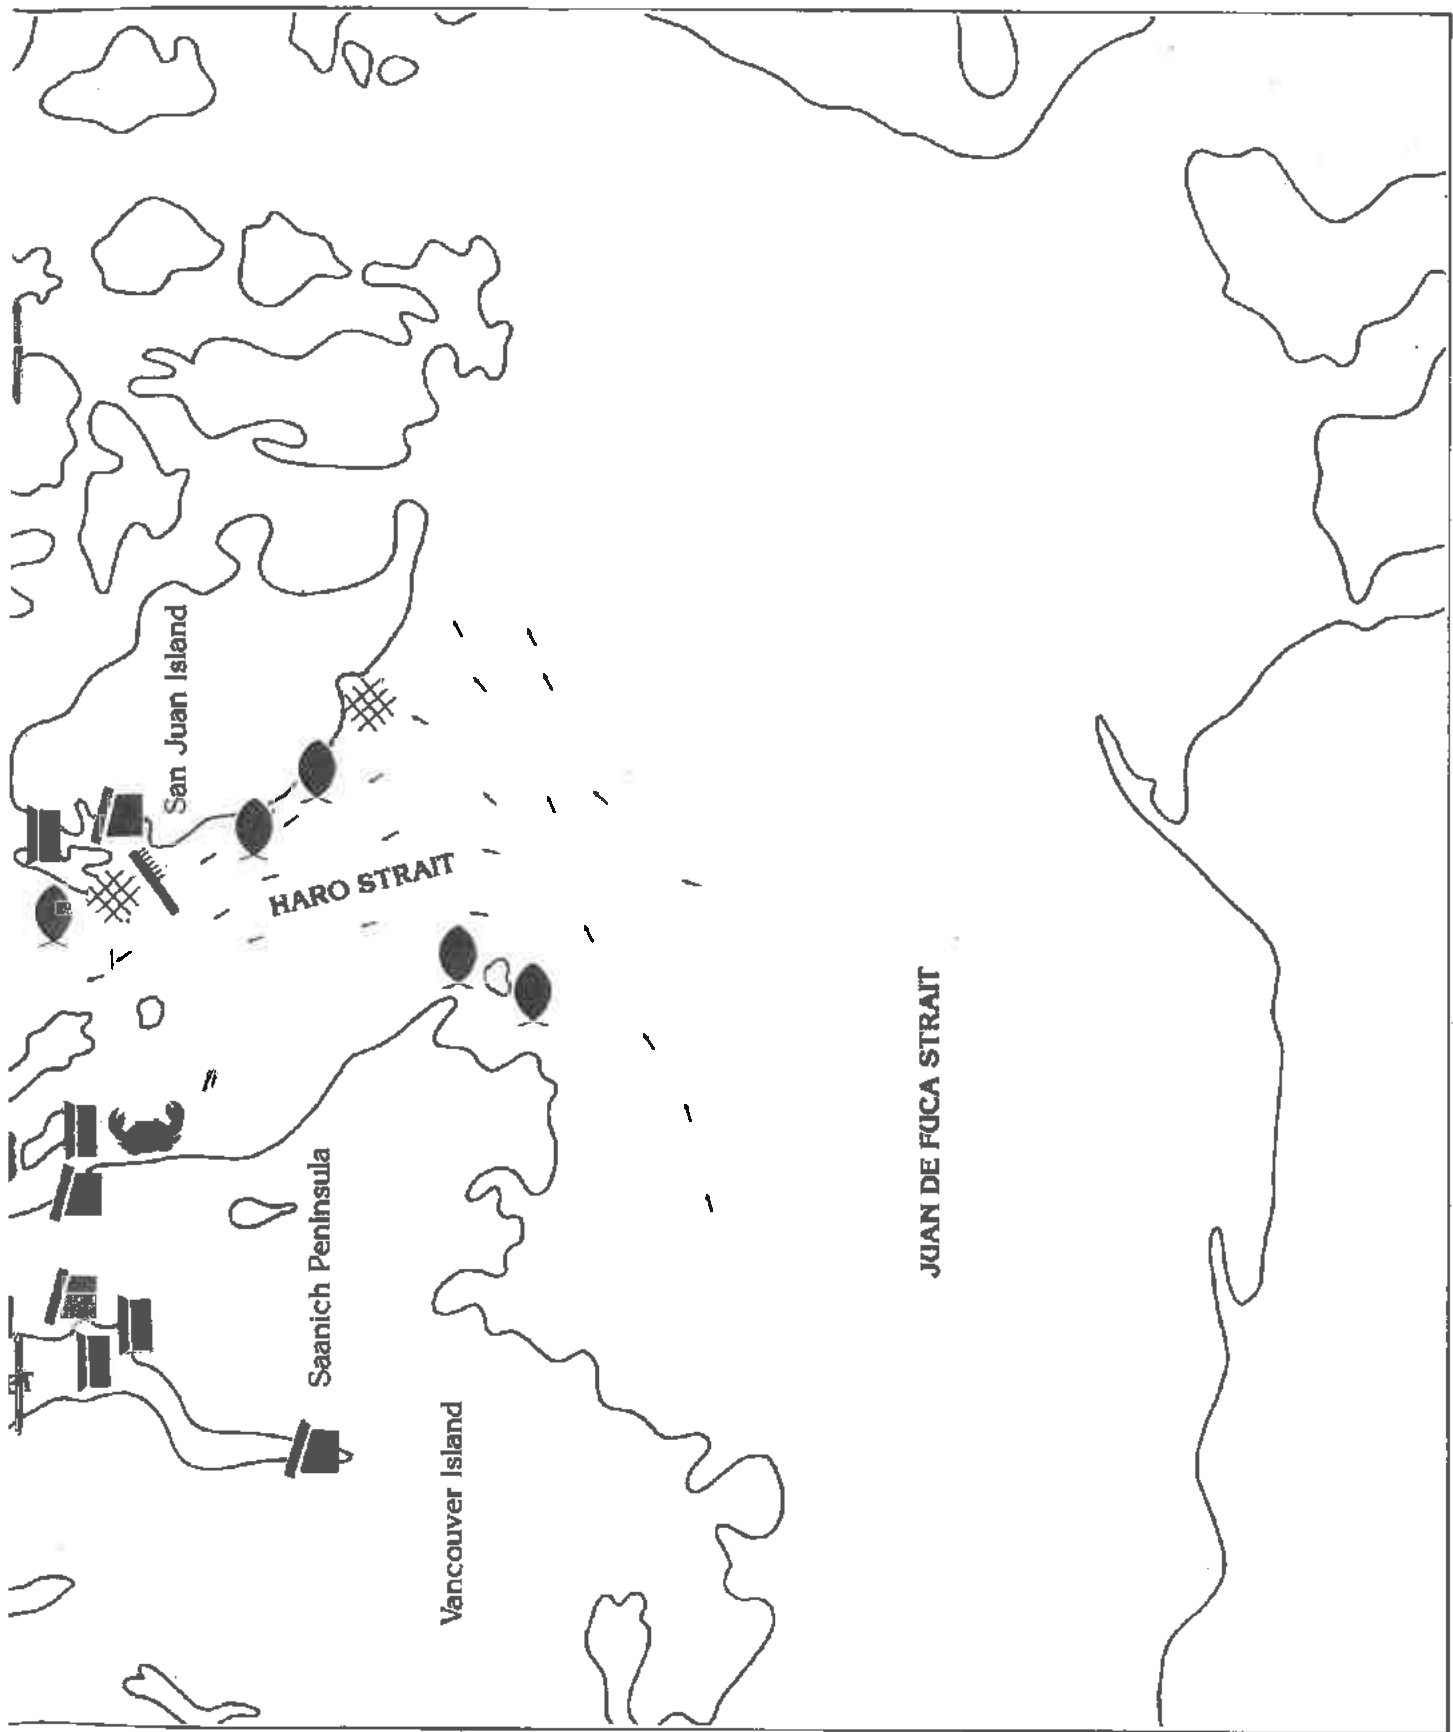 San Juan Island
HARO STRAIT
Saanich Peninsula
Vancouver Island
JUAN DE FUCA STRAIT